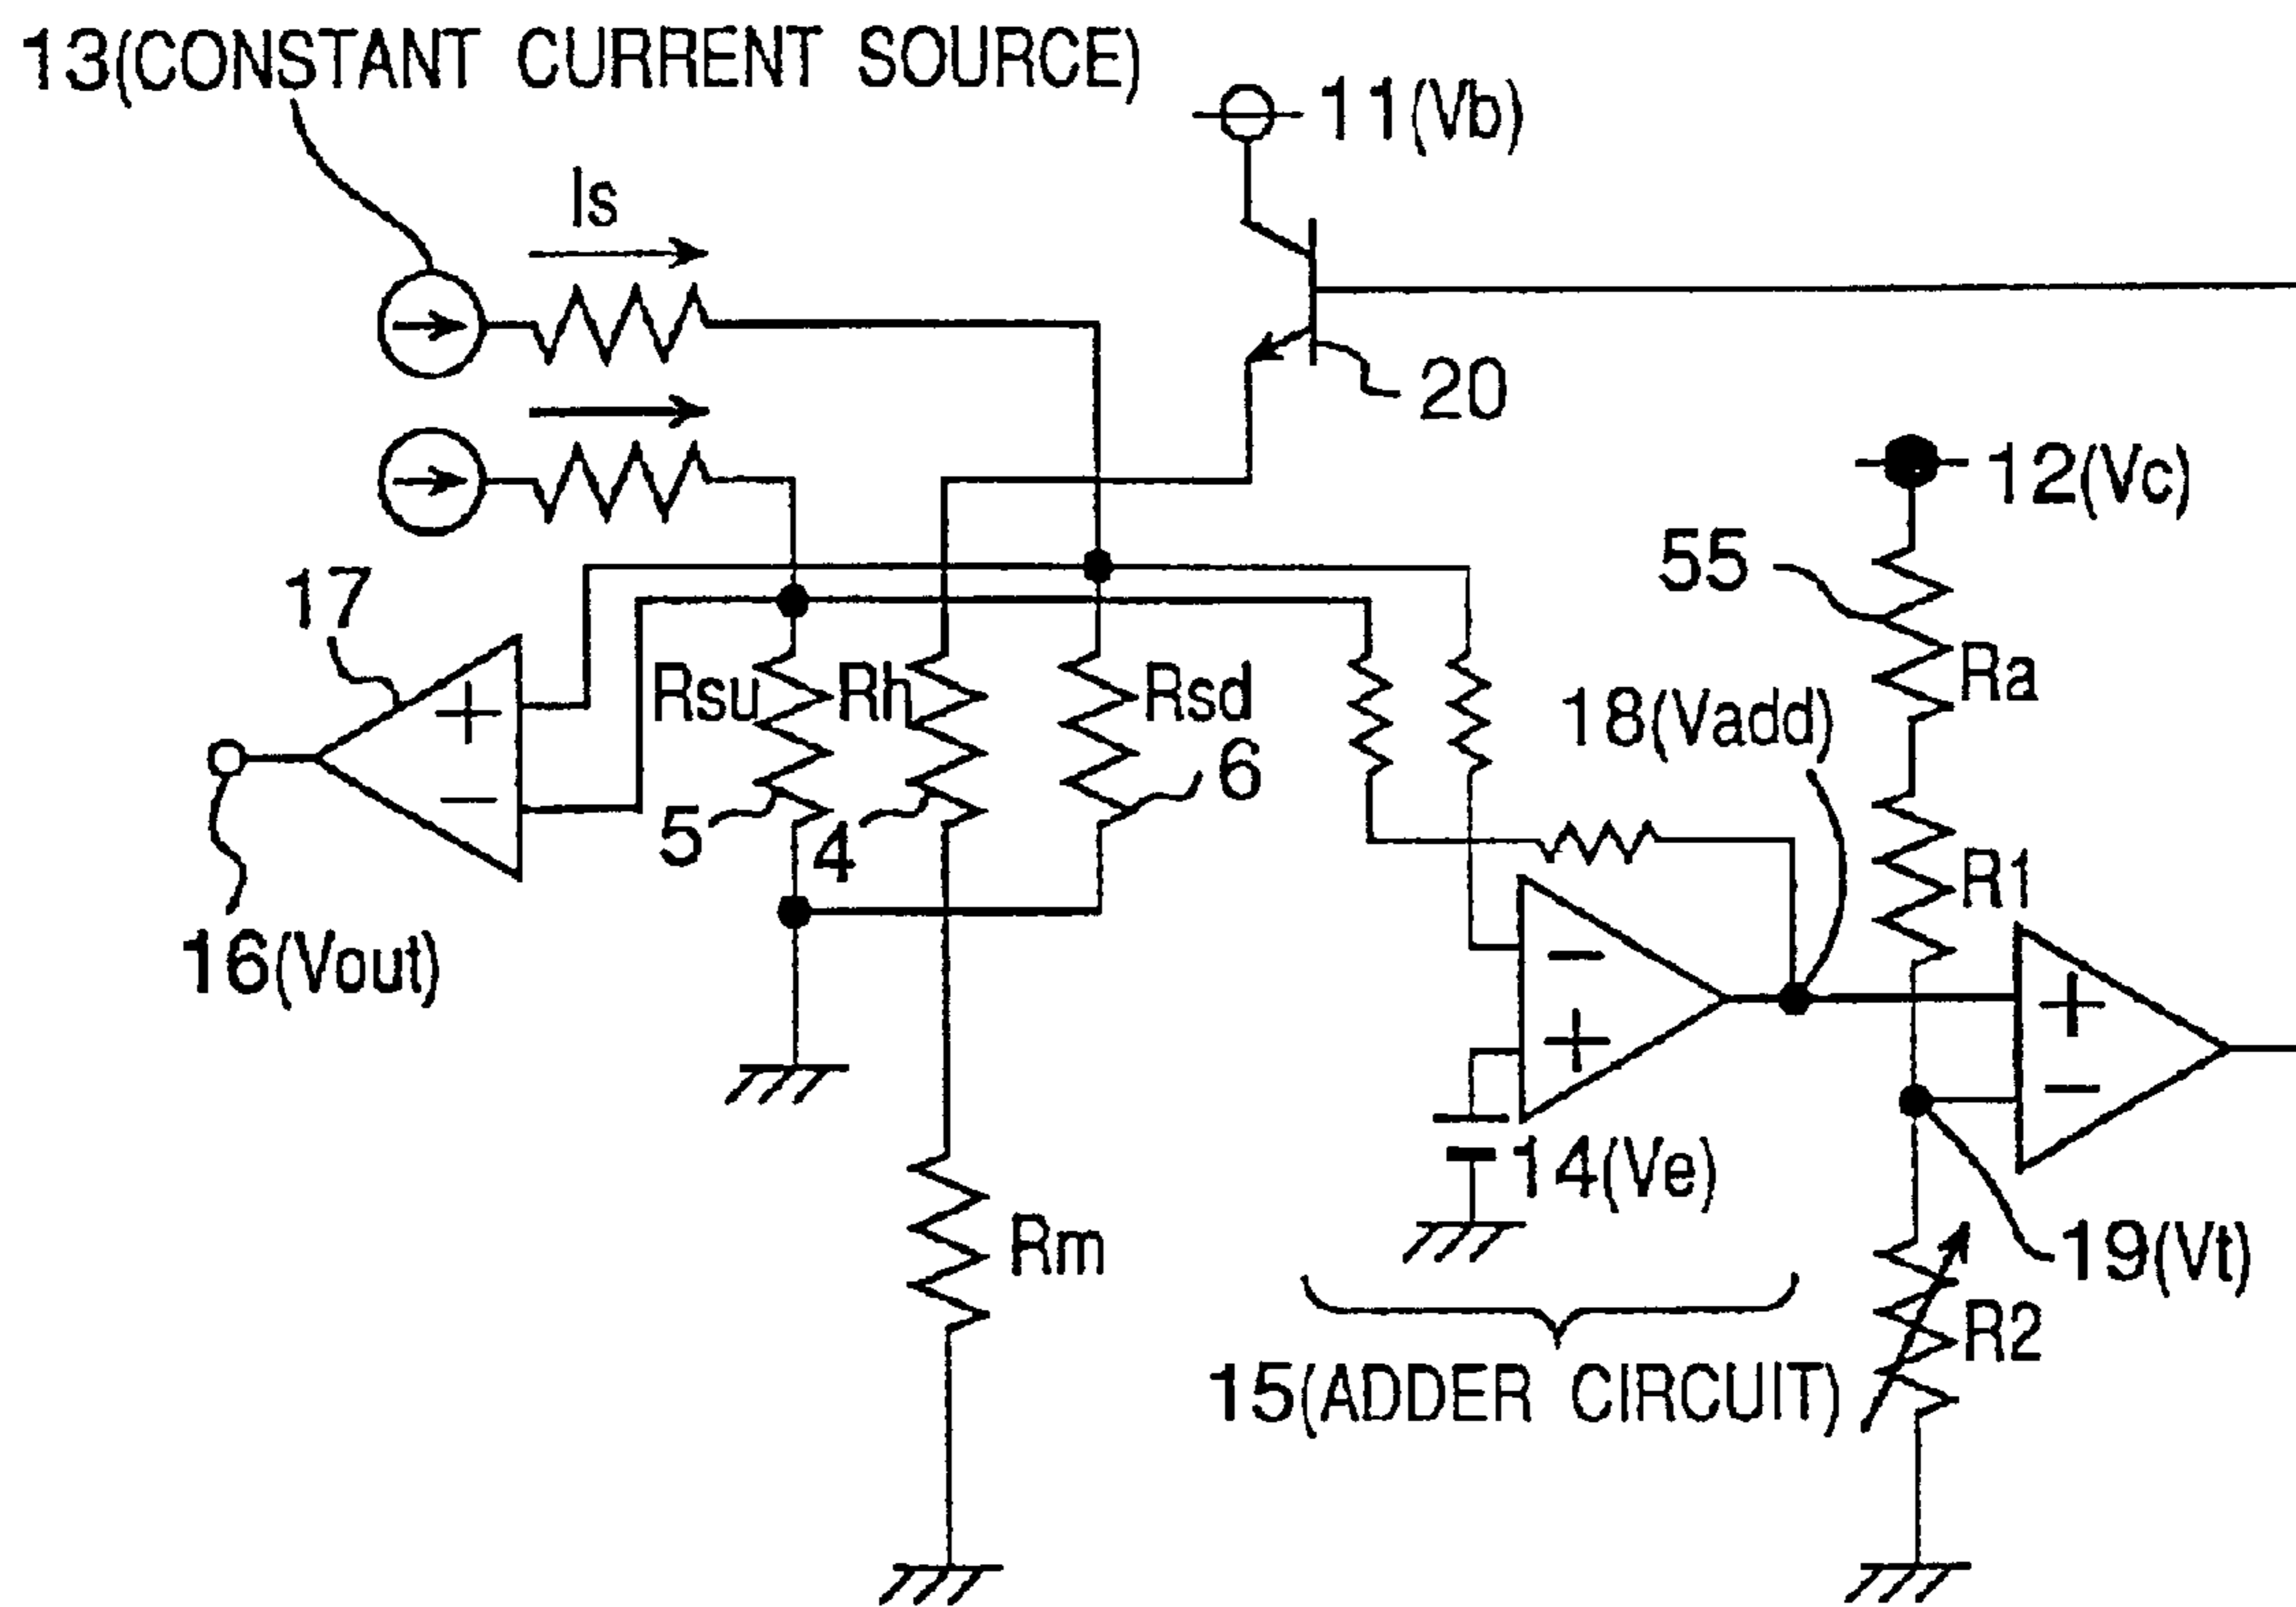 13(CONSTANT CURRENT SOURCE)
11(Vb)
Is
20
12(Vc)
55
17
+
−
Rsu
Rh
Rsd
Ra
18(Vadd)
6
5
4
R1
16(Vout)
−
+
+
−
14(Ve)
Rm
19(Vt)
R2
15(ADDER CIRCUIT)